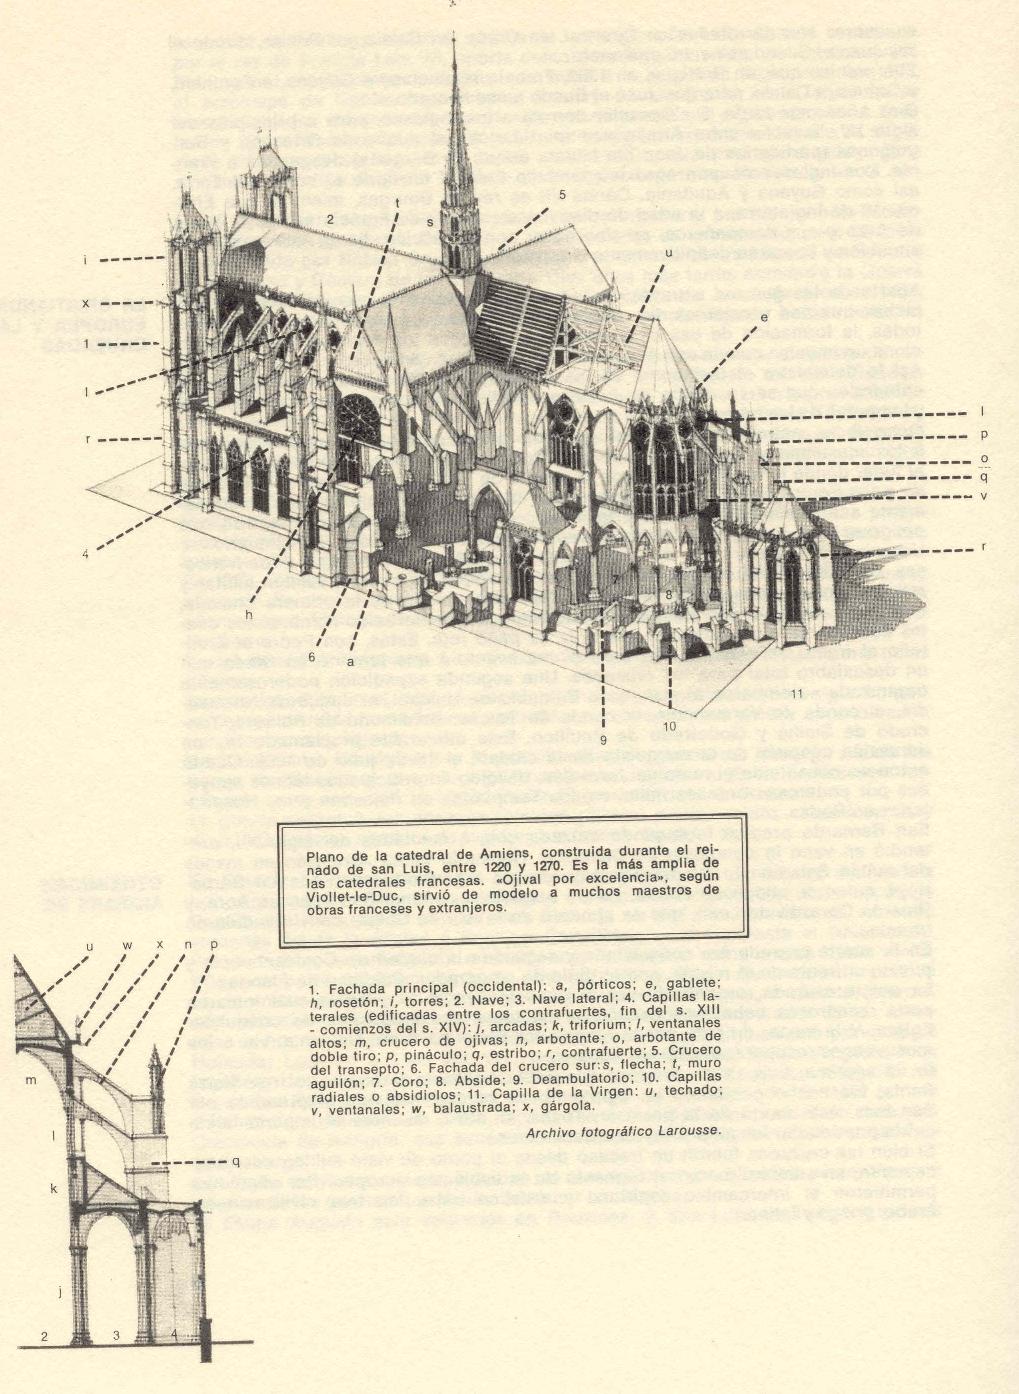 2
t
s
5
u
i
x
1
l
e
l
p
o
q
v
r
r
4
h
6
a
7
8
9
10
11
Plano de la catedral de Amiens, construida durante el rei-
nado de san Luis, entre 1220 y 1270. Es la más amplia de
las catedrales francesas. «Ojival por excelencia», según
Viollet-le-Duc, sirvió de modelo a muchos maestros de
obras franceses y extranjeros.
u w x n p
m
l
k
q
j
2 3 4
1. Fachada principal (occidental): a, pórticos; e, gablete;
h, rosetón; i, torres; 2. Nave; 3. Nave lateral; 4. Capillas la-
terales (edificadas entre los contrafuertes, fin del s. XIII
- comienzos del s. XIV): j, arcadas; k, triforium; l, ventanales
altos; m, crucero de ojivas; n, arbotante; o, arbotante de
doble tiro; p, pináculo; q, estribo; r, contrafuerte; 5. Crucero
del transepto; 6. Fachada del crucero sur: s, flecha; t, muro
aguilón; 7. Coro; 8. Abside; 9. Deambulatorio; 10. Capillas
radiales o absidiolos; 11. Capilla de la Virgen: u, techado;
v, ventanales; w, balaustrada; x, gárgola.
Archivo fotográfico Larousse.